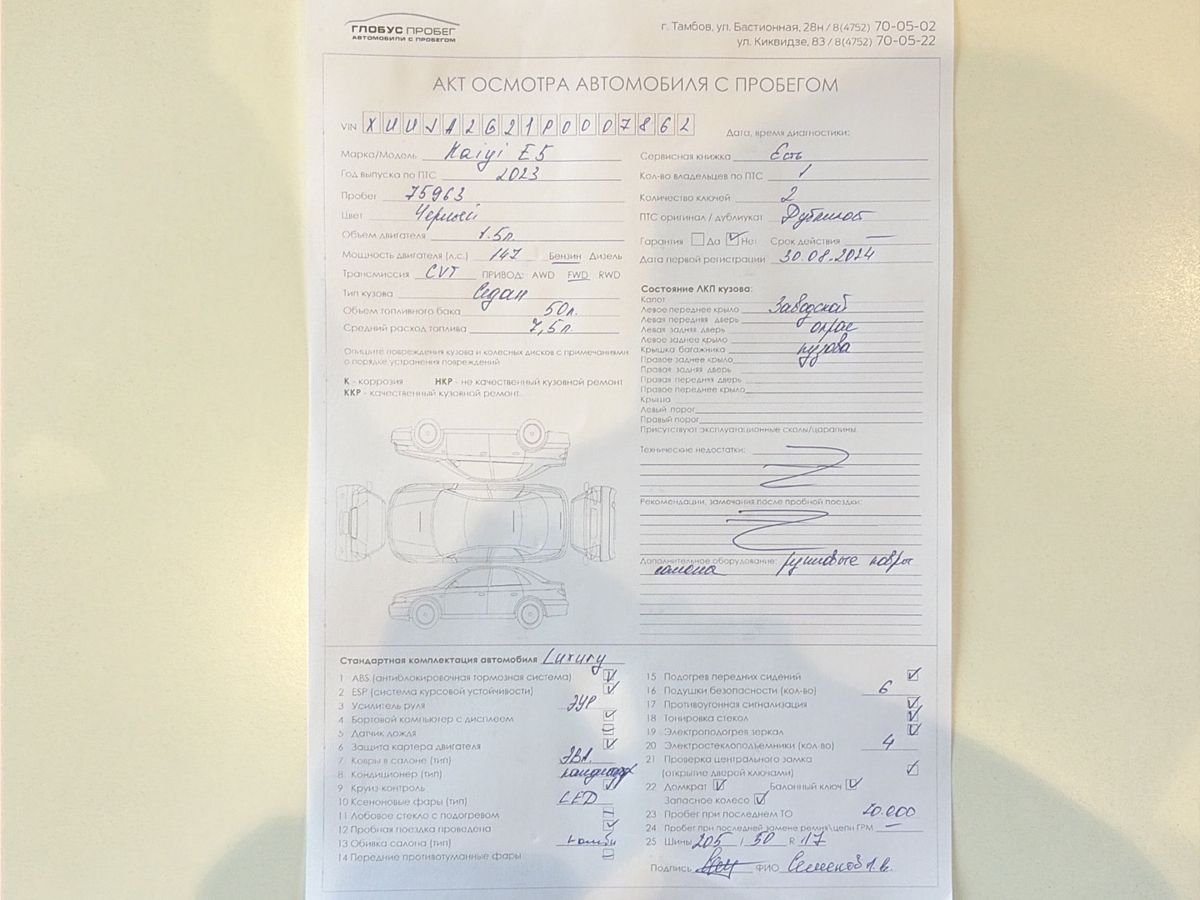 ГЛОБУС ПРОБЕГ
АВТОМОБИЛИ С ПРОБЕГОМ
г. Тамбов, ул. Бастионная, 28н / 8(4752) 70-05-02
ул. Киквидзе, 83 / 8(4752) 70-05-22
АКТ ОСМОТРА АВТОМОБИЛЯ С ПРОБЕГОМ
VIN
Дата, время диагностики:
Марка/Модель Kaiyi E5
Год выпуска по ПТС 2023
Пробег 75963
Цвет Черный
Объем двигателя 1.5л.
Мощность двигателя (л.с.) 147 Бензин Дизель
Трансмиссия CVT ПРИВОД: AWD FWD RWD
Тип кузова Седан
Объем топливного бака 50л.
Средний расход топлива 7,5л.
Опишите повреждения кузова и колесных дисков с примечаниями
о порядке устранения повреждений
К - коррозия НКР - не качественный кузовной ремонт
ККР - качественный кузовной ремонт
Сервисная книжка Есть
Кол-во владельцев по ПТС 1
Количество ключей 2
ПТС оригинал / дубликат Дубликат
Гарантия Да Нет Срок действия —
Дата первой регистрации 30.08.2024
Состояние ЛКП кузова:
Капот
Левое переднее крыло Заводской
Левая передняя дверь
Левая задняя дверь окрас
Левое заднее крыло
Крышка багажника кузова
Правое заднее крыло
Правая задняя дверь
Правая передняя дверь
Правое переднее крыло
Крыша
Левый порог
Правый порог
Присутствуют эксплуатационные сколы/царапины.
Технические недостатки:
Рекомендации, замечания после пробной поездки:
Дополнительное оборудование: ковры
салона
Стандартная комплектация автомобиля Luxury
1 ABS (антиблокировочная тормозная система)
2 ESP (система курсовой устойчивости)
3 Усилитель руля ЭУР
4 Бортовой компьютер с дисплеем
5 Датчик дождя
6 Защита картера двигателя
7 Ковры в салоне (тип) ЭВА.
8 Кондиционер (тип)
9 Круиз контроль
10 Ксеноновые фары (тип) LED
11 Лобовое стекло с подогревом
12 Пробная поездка проведена
13 Обивка салона (тип) комби
14 Передние противотуманные фары
15 Подогрев передних сидений
16 Подушки безопасности (кол-во) 6
17 Противоугонная сигнализация
18 Тонировка стекол
19 Электроподогрев зеркал
20 Электростеклоподъемники (кол-во) 4
21 Проверка центрального замка
(открытие дверей ключами)
22 Домкрат Балонный ключ
Запасное колесо
23 Пробег при последнем ТО
24 Пробег при последней замене ремня\цепи ГРМ —
25 Шины 205 / 50 R 17
Подпись ФИО Семенов